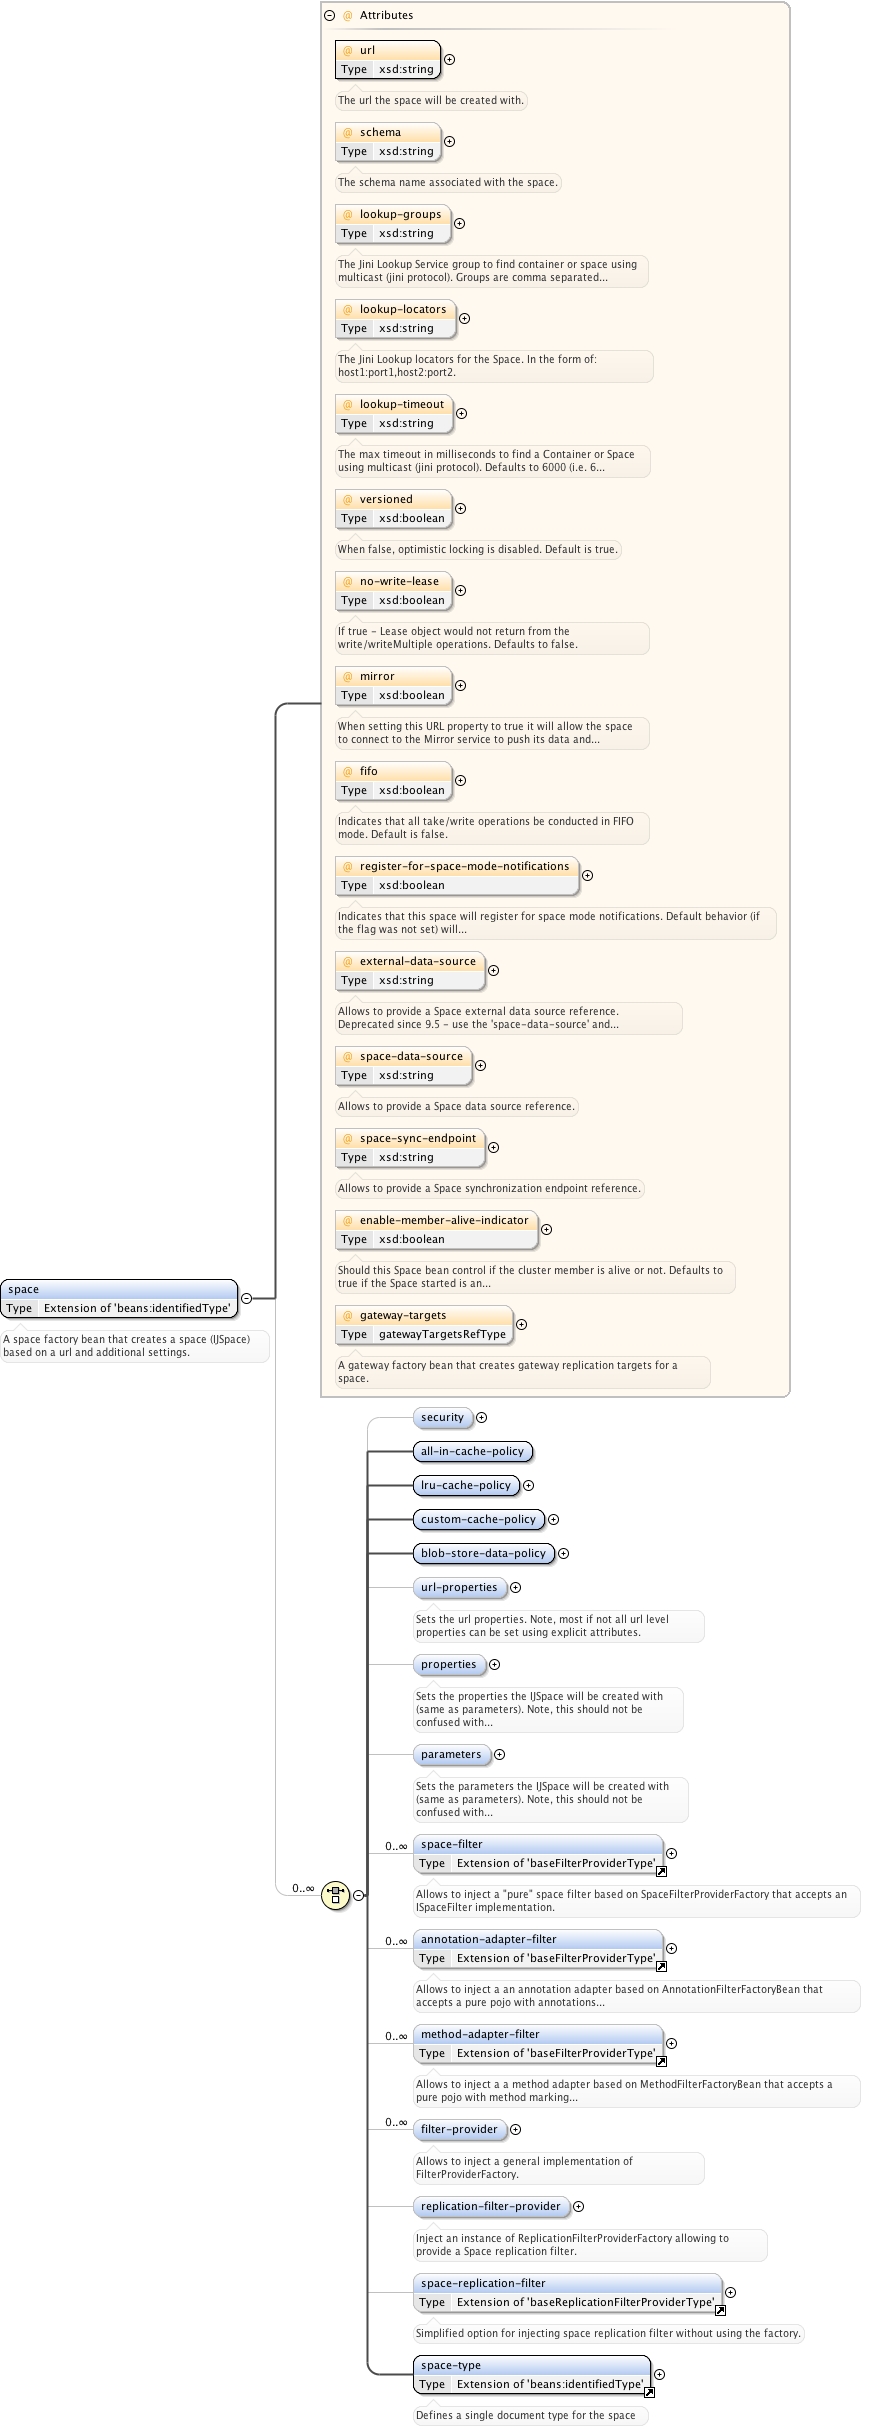 @ Attributes
@ url
Type xsd:string
The url the space will be created with.
@ schema
Type xsd:string
The schema name associated with the space.
@ lookup-groups
Type xsd:string
The Jini Lookup Service group to find container or space using
multicast (jini protocol). Groups are comma separated...
@ lookup-locators
Type xsd:string
The Jini Lookup locators for the Space. In the form of:
host1:port1,host2:port2.
@ lookup-timeout
Type xsd:string
The max timeout in milliseconds to find a Container or Space
using multicast (jini protocol). Defaults to 6000 (i.e. 6...
@ versioned
Type xsd:boolean
When false, optimistic locking is disabled. Default is true.
@ no-write-lease
Type xsd:boolean
If true - Lease object would not return from the
write/writeMultiple operations. Defaults to false.
@ mirror
Type xsd:boolean
When setting this URL property to true it will allow the space
to connect to the Mirror service to push its data and...
@ fifo
Type xsd:boolean
Indicates that all take/write operations be conducted in FIFO
mode. Default is false.
@ register-for-space-mode-notifications
Type xsd:boolean
Indicates that this space will register for space mode notifications. Default behavior (if
the flag was not set) will...
@ external-data-source
Type xsd:string
Allows to provide a Space external data source reference.
Deprecated since 9.5 - use the 'space-data-source' and...
@ space-data-source
Type xsd:string
Allows to provide a Space data source reference.
@ space-sync-endpoint
Type xsd:string
Allows to provide a Space synchronization endpoint reference.
@ enable-member-alive-indicator
Type xsd:boolean
Should this Space bean control if the cluster member is alive or not. Defaults to
true if the Space started is an...
@ gateway-targets
Type gatewayTargetsRefType
A gateway factory bean that creates gateway replication targets for a
space.
space
Type Extension of 'beans:identifiedType'
A space factory bean that creates a space (IJSpace)
based on a url and additional settings.
0..∞
security
all-in-cache-policy
lru-cache-policy
custom-cache-policy
blob-store-data-policy
url-properties
Sets the url properties. Note, most if not all url level
properties can be set using explicit attributes.
properties
Sets the properties the IJSpace will be created with
(same as parameters). Note, this should not be
confused with...
parameters
Sets the parameters the IJSpace will be created with
(same as parameters). Note, this should not be
confused with...
0..∞ space-filter
Type Extension of 'baseFilterProviderType'
Allows to inject a "pure" space filter based on SpaceFilterProviderFactory that accepts an
ISpaceFilter implementation.
0..∞ annotation-adapter-filter
Type Extension of 'baseFilterProviderType'
Allows to inject a an annotation adapter based on AnnotationFilterFactoryBean that
accepts a pure pojo with annotations...
0..∞ method-adapter-filter
Type Extension of 'baseFilterProviderType'
Allows to inject a a method adapter based on MethodFilterFactoryBean that accepts a
pure pojo with method marking...
0..∞ filter-provider
Allows to inject a general implementation of
FilterProviderFactory.
replication-filter-provider
Inject an instance of ReplicationFilterProviderFactory allowing to
provide a Space replication filter.
space-replication-filter
Type Extension of 'baseReplicationFilterProviderType'
Simplified option for injecting space replication filter without using the factory.
space-type
Type Extension of 'beans:identifiedType'
Defines a single document type for the space